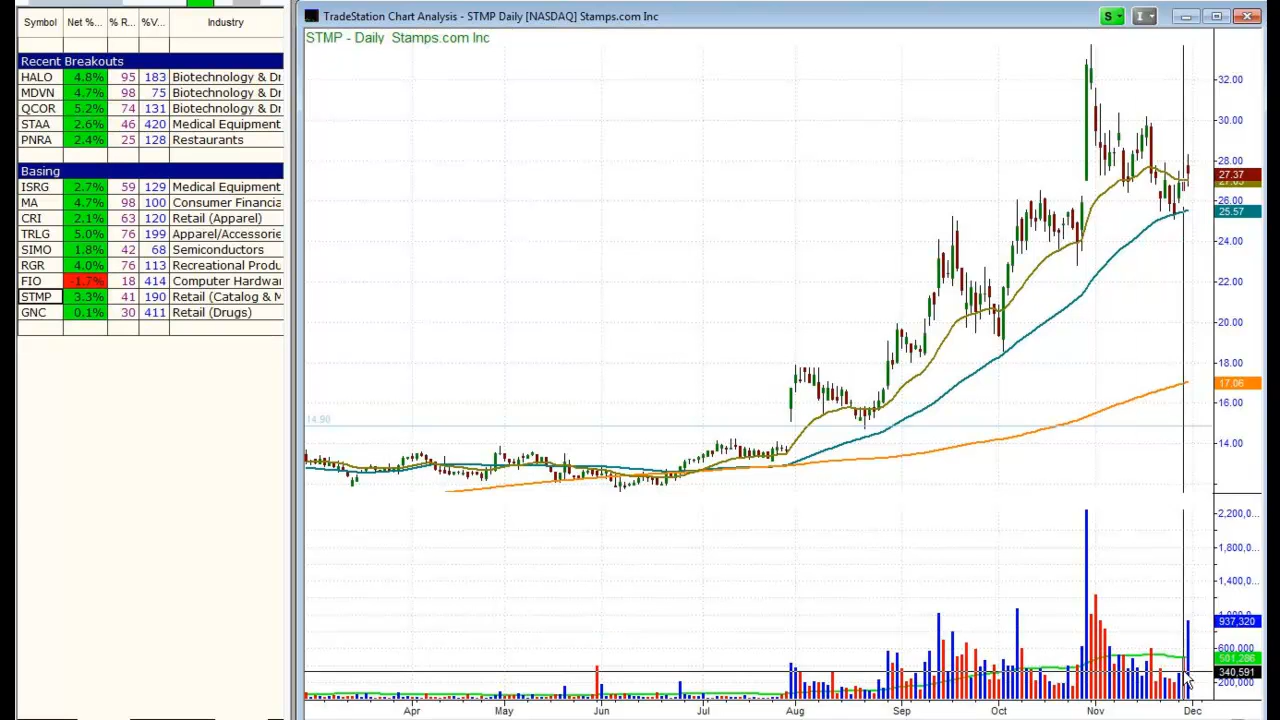 Symbol Net %... % R... %V... Industry
Recent Breakouts
HALO 4.8% 95 183 Biotechnology & Dr
MDVN 4.7% 98 75 Biotechnology & Dr
QCOR 5.2% 74 131 Biotechnology & Dr
STAA 2.6% 46 420 Medical Equipment
PNRA 2.4% 25 128 Restaurants
Basing
ISRG 2.7% 59 129 Medical Equipment
MA 4.7% 98 100 Consumer Financia
CRI 2.1% 63 120 Retail (Apparel)
TRLG 5.0% 76 199 Apparel/Accessorie
SIMO 1.8% 42 68 Semiconductors
RGR 4.0% 76 113 Recreational Produ
FIO -1.7% 18 414 Computer Hardwar
STMP 3.3% 41 190 Retail (Catalog & M
GNC 0.1% 30 411 Retail (Drugs)
TradeStation Chart Analysis - STMP Daily [NASDAQ] Stamps.com Inc
S I
STMP - Daily Stamps.com Inc
32.00
30.00
28.00
27.37
26.00
25.57
24.00
22.00
20.00
18.00
17.06
16.00
14.98
14.00
2,200,0...
1,800,0...
1,400,0...
937,320
600,000
501,286
340,591
200,000
Apr May Jun Jul Aug Sep Oct Nov Dec